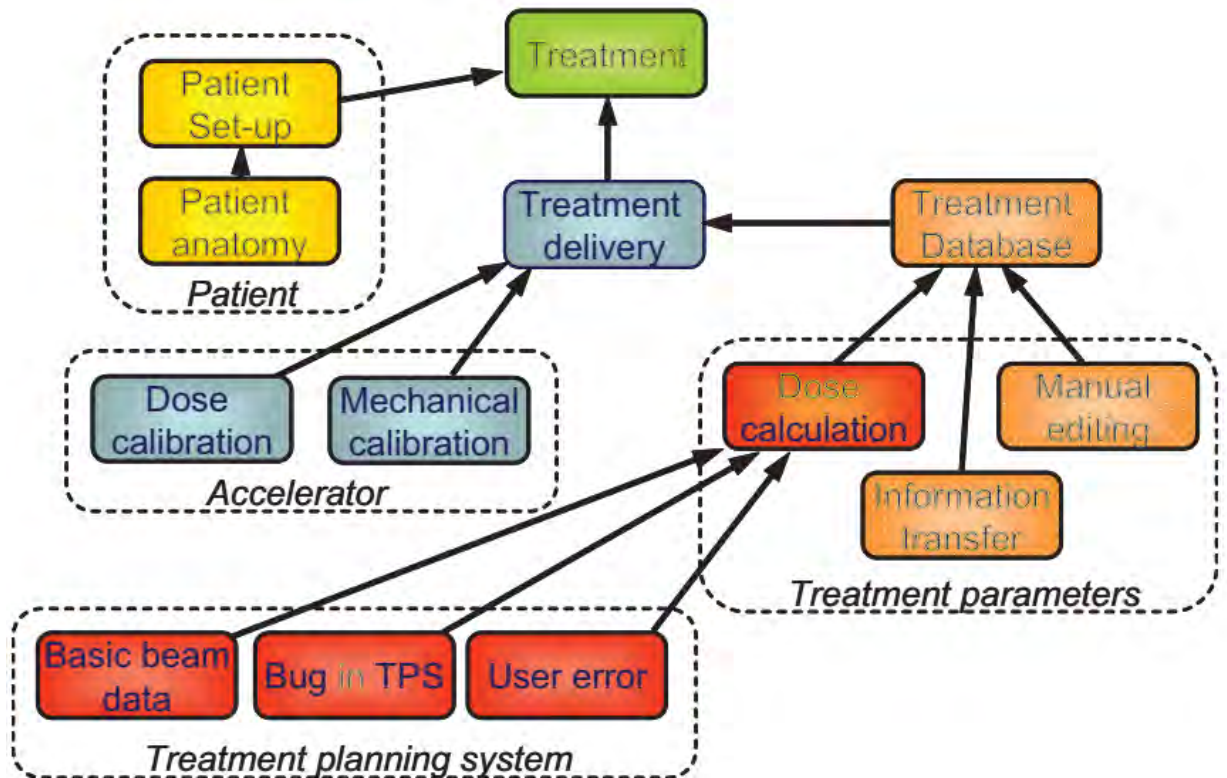 Treatment
Patient
Set-up
Patient
anatomy
Patient
Treatment
delivery
Treatment
Database
Dose
calibration
Mechanical
calibration
Accelerator
Dose
calculation
Manual
editing
Information
transfer
Treatment parameters
Basic beam
data
Bug in TPS
User error
Treatment planning system